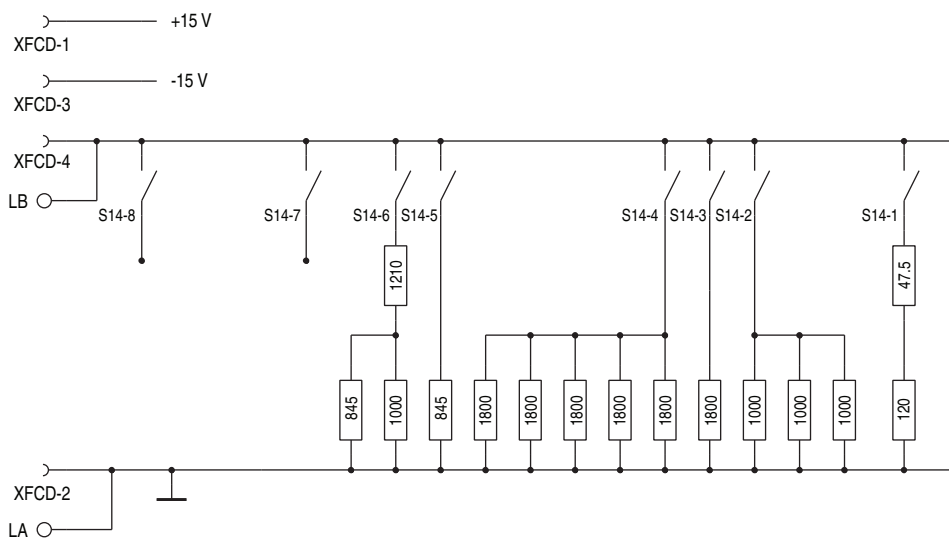 +15 V
XFCD-1
-15 V
XFCD-3
XFCD-4
LB
S14-8
S14-7
S14-6
S14-5
S14-4
S14-3
S14-2
S14-1
1210
47.5
845
1000
845
1800
1800
1800
1800
1800
1800
1000
1000
1000
120
XFCD-2
LA